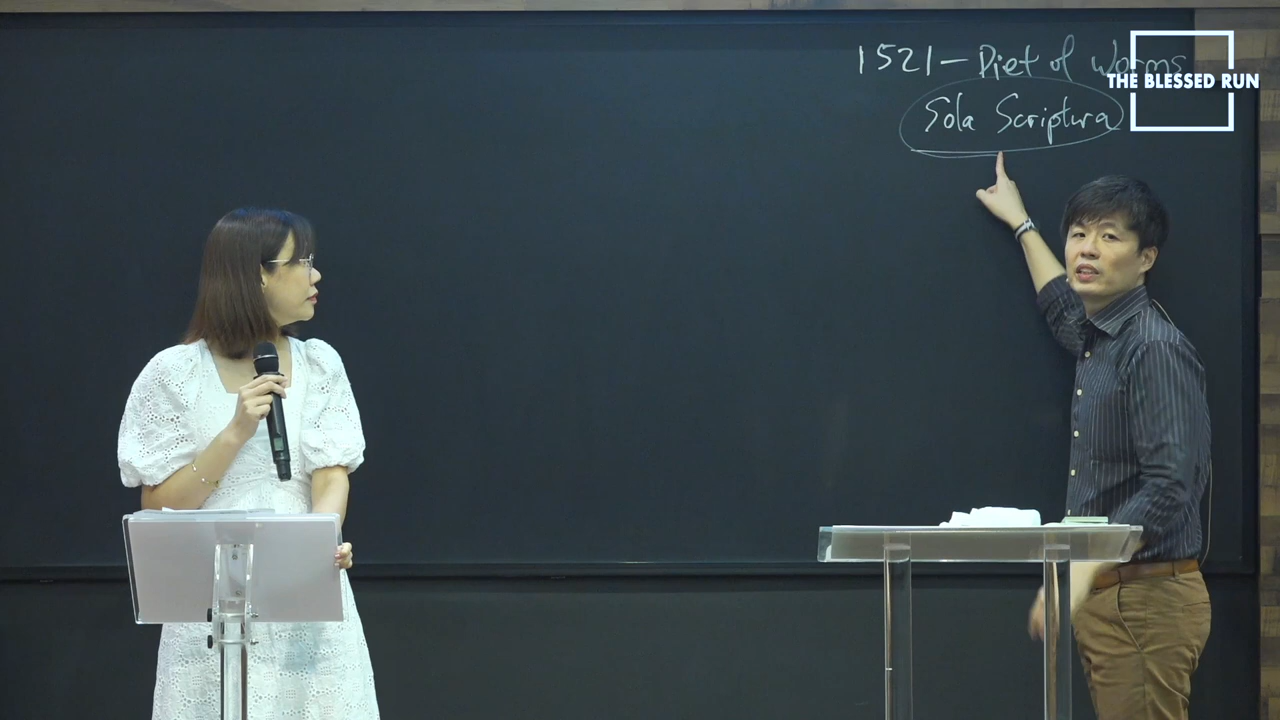 1521 - Diet of Worms
Sola Scriptura
THE BLESSED RUN